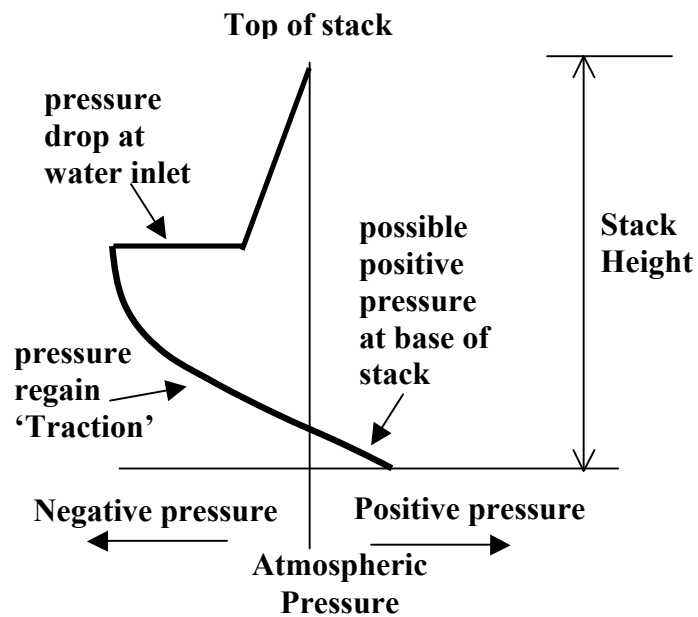 Top of stack
pressure
drop at
water inlet
possible
positive
pressure
at base of
stack
Stack
Height
pressure
regain
‘Traction’
Negative pressure
Positive pressure
Atmospheric
Pressure